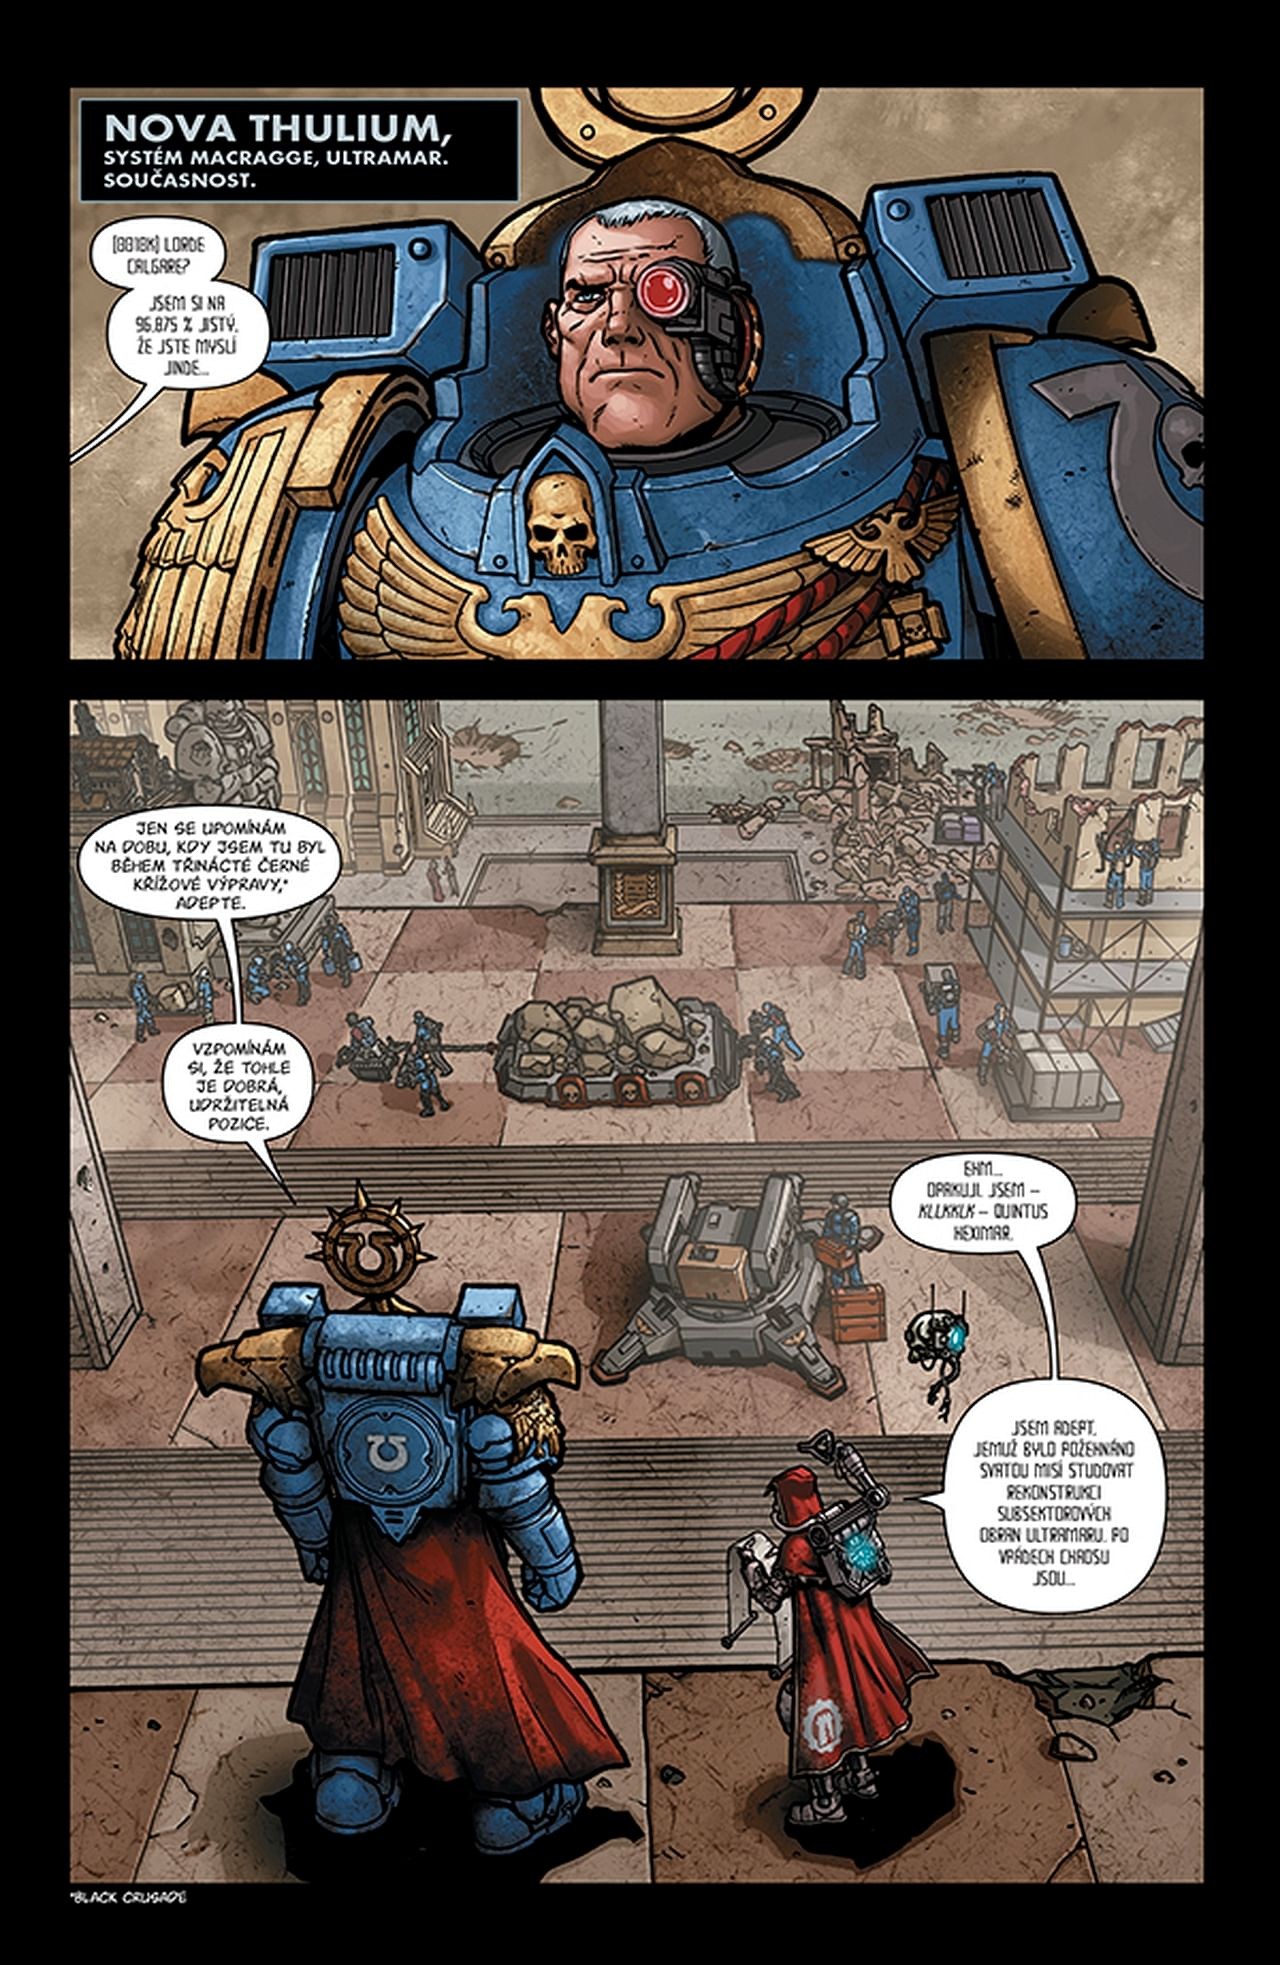 NOVA THULIUM,
SYSTÉM MACRAGGE, ULTRAMAR.
SOUČASNOST.
LORDE
CALGARE?
JSEM SI NA
96,875 % JISTÝ,
ŽE JSTE MYSLÍ
JINDE...
JEN SE UPOMÍNÁM
NA DOBU, KDY JSEM TU BYL
BĚHEM TŘINÁCTÉ ČERNÉ
KŘÍŽOVÉ VÝPRAVY,*
ADEPTE.
VZPOMÍNÁM
SI, ŽE TOHLE
JE DOBRÁ,
UDRŽITELNÁ
POZICE.
EHM...
OPAKUJI, JSEM –
KLLKKLK – QUINTUS
HEXIMAR.
JSEM ADEPT,
JEMUŽ BYLO POŽEHNÁNO
SVATOU MISÍ STUDOVAT
REKONSTRUKCI
SUBSEKTOROVÝCH
OBRAN ULTRAMARU. PO
VPÁDECH CHAOSU
JSOU...
*BLACK CRUSADE